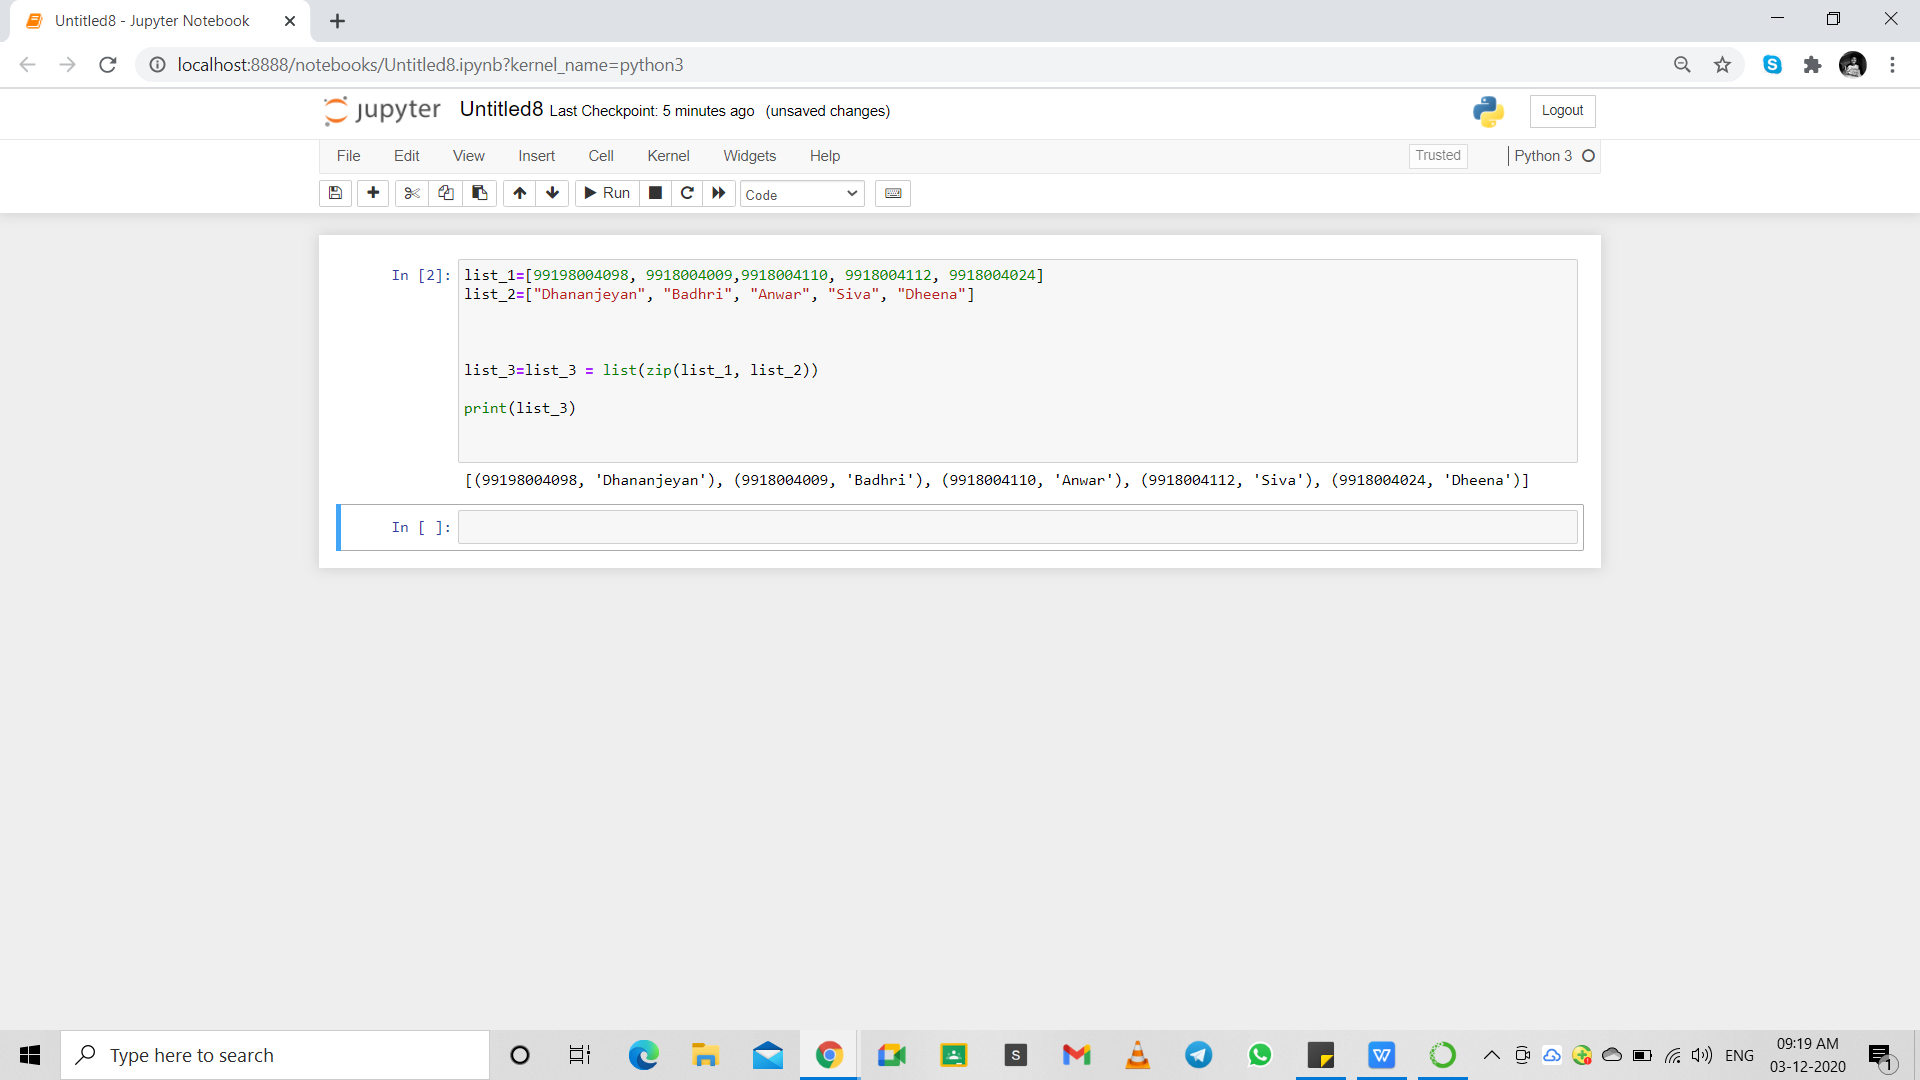 Untitled8 - Jupyter Notebook
localhost:8888/notebooks/Untitled8.ipynb?kernel_name=python3
S
jupyter Untitled8 Last Checkpoint: 5 minutes ago (unsaved changes)
Logout
File Edit View Insert Cell Kernel Widgets Help
Trusted Python 3
Run Code
In [2]: list_1=[99198004098, 9918004009,9918004110, 9918004112, 9918004024]
list_2=["Dhananjeyan", "Badhri", "Anwar", "Siva", "Dheena"]
list_3=list_3 = list(zip(list_1, list_2))
print(list_3)
[(99198004098, 'Dhananjeyan'), (9918004009, 'Badhri'), (9918004110, 'Anwar'), (9918004112, 'Siva'), (9918004024, 'Dheena')]
In [ ]:
Type here to search
S
W
ENG
09:19 AM
03-12-2020
1